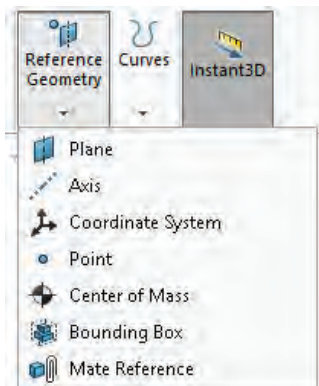 Reference Geometry
Curves
Instant3D
Plane
Axis
Coordinate System
Point
Center of Mass
Bounding Box
Mate Reference